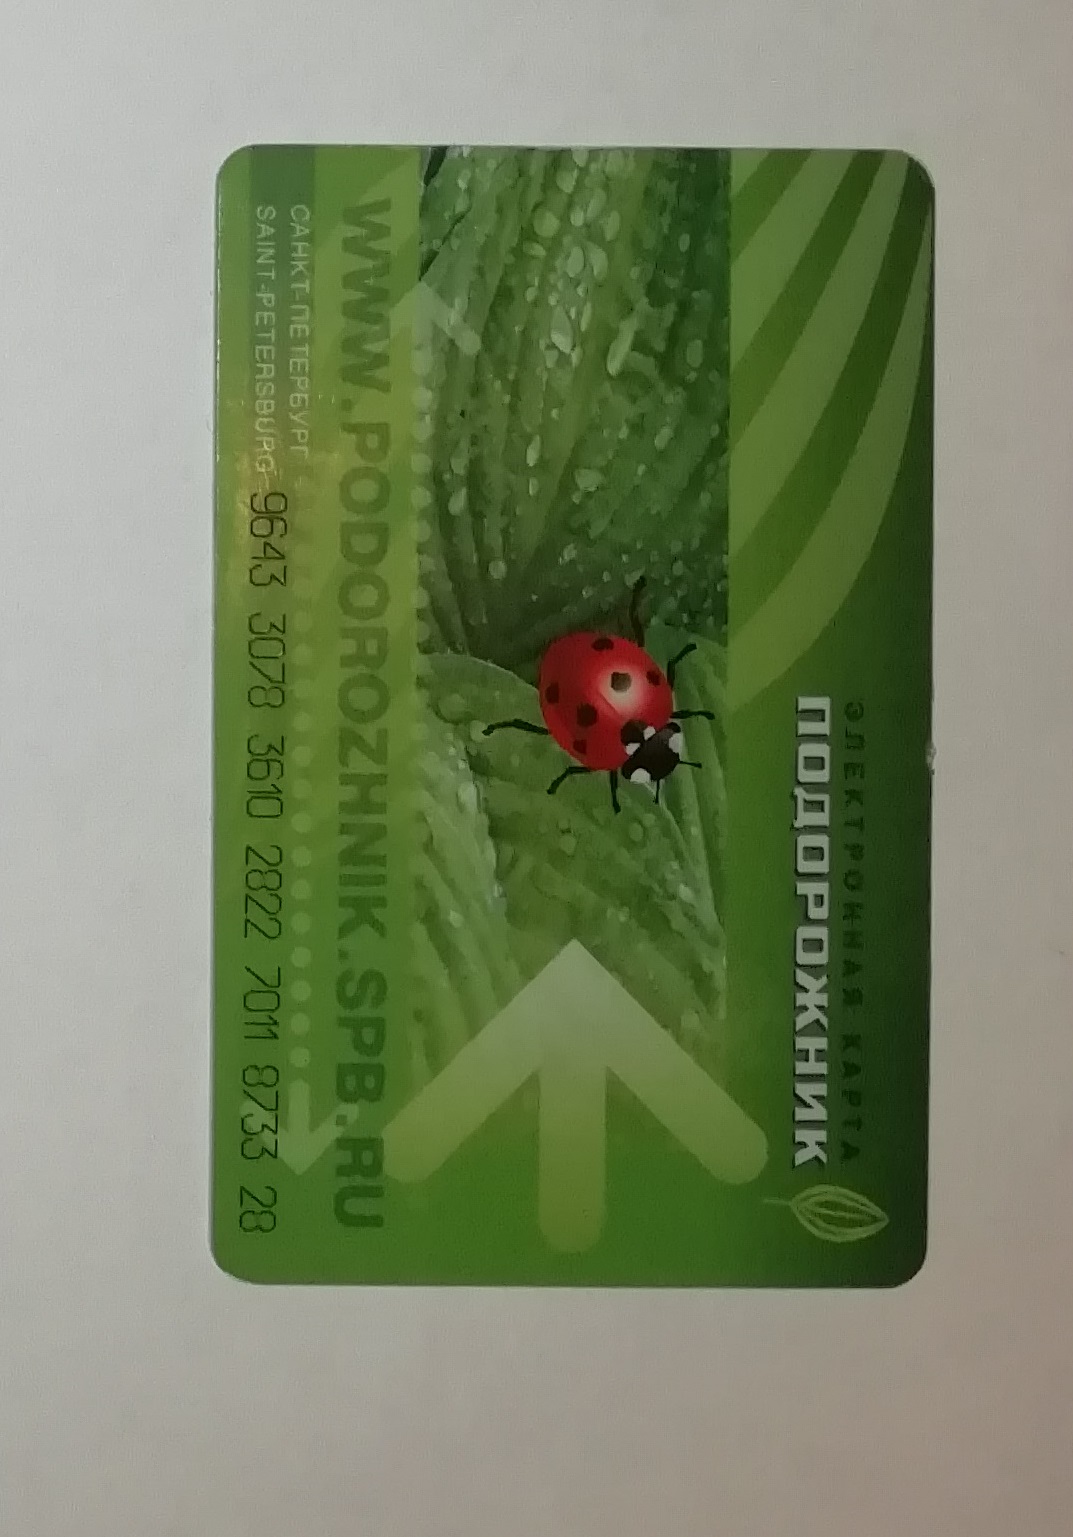 ЭЛЕКТРОННАЯ КАРТА
ПОДОРОЖНИК
WWW.PODOROZHNIK.SPB.RU
САНКТ-ПЕТЕРБУРГ
SAINT-PETERSBURG
9643 3078 3610 2822 7011 8733 28